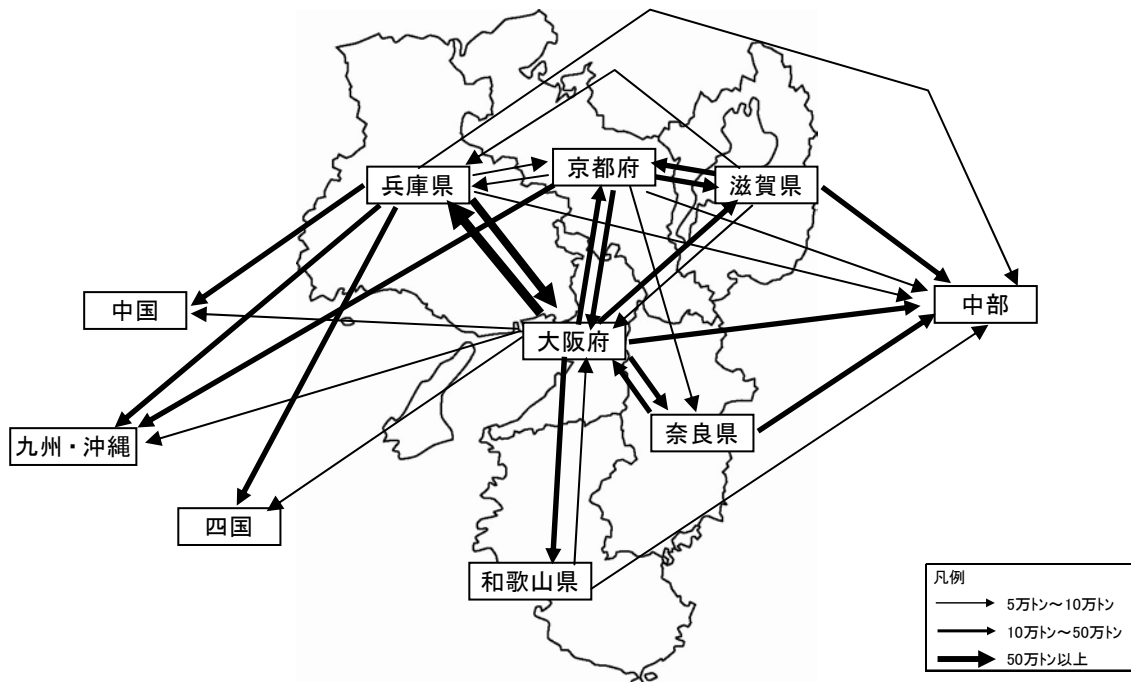 京都府
兵庫県
滋賀県
中国
中部
大阪府
奈良県
九州・沖縄
四国
和歌山県
凡例
5万トン～10万トン
10万トン～50万トン
50万トン以上